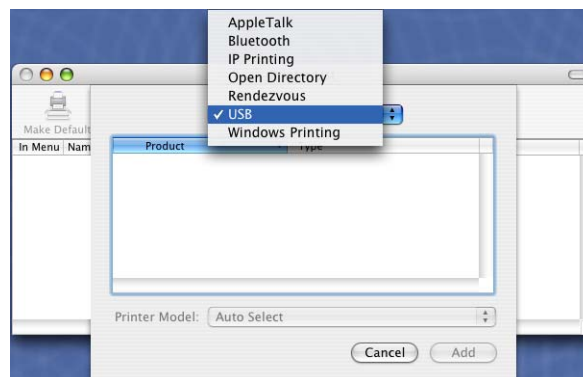 AppleTalk
Bluetooth
IP Printing
Open Directory
Rendezvous
✓ USB
Windows Printing
Make Default
In Menu Nam
Product Type
Printer Model: Auto Select
Cancel Add